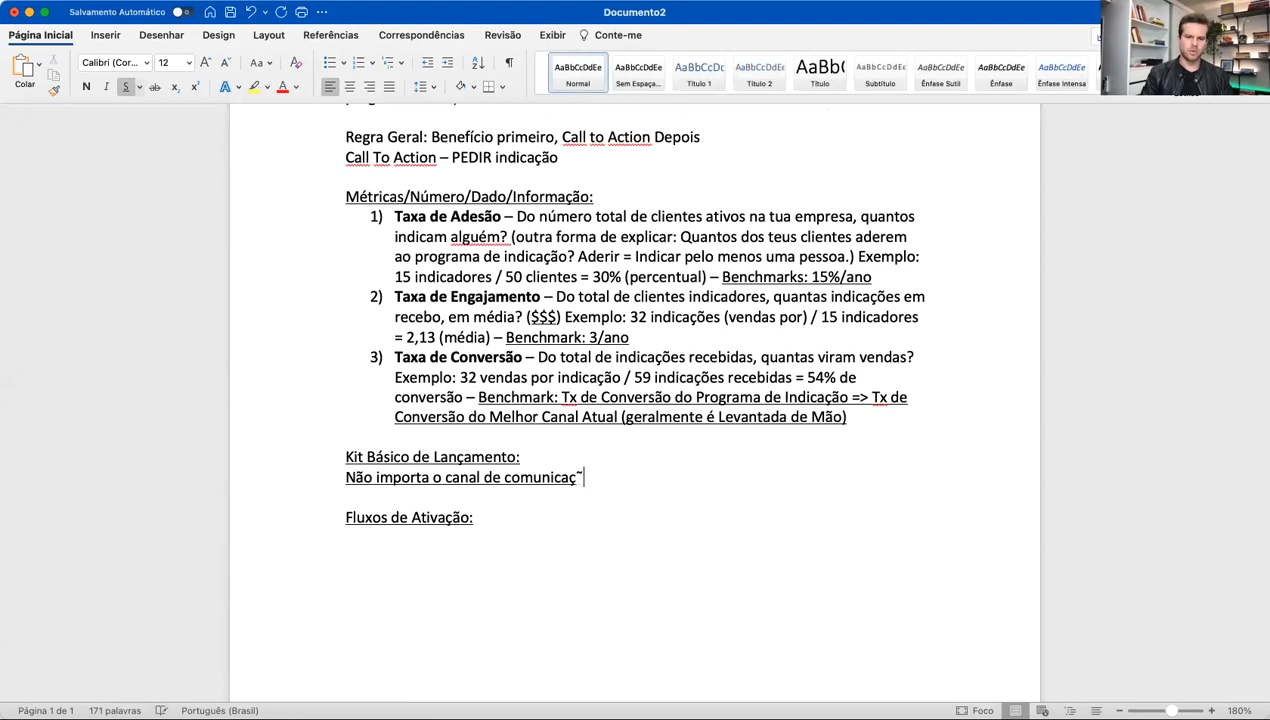 Salvamento Automático
Documento2
Página Inicial Inserir Desenhar Design Layout Referências Correspondências Revisão Exibir Conte-me
Colar
Calibri (Cor... 12
AaBbCcDdEe AaBbCcDdEe AaBbCcDc AaBbCcDdEe AaBb( AaBbCcDdEe AaBbCcDdEe AaBbCcDdEe AaBbCcDdEe
Normal Sem Espaça... Título 1 Título 2 Título Subtítulo Ênfase Sutil Ênfase Ênfase Intensa
Regra Geral: Benefício primeiro, Call to Action Depois
Call To Action – PEDIR indicação
Métricas/Número/Dado/Informação:
1) Taxa de Adesão – Do número total de clientes ativos na tua empresa, quantos
indicam alguém? (outra forma de explicar: Quantos dos teus clientes aderem
ao programa de indicação? Aderir = Indicar pelo menos uma pessoa.) Exemplo:
15 indicadores / 50 clientes = 30% (percentual) – Benchmarks: 15%/ano
2) Taxa de Engajamento – Do total de clientes indicadores, quantas indicações em
recebo, em média? ($$$) Exemplo: 32 indicações (vendas por) / 15 indicadores
= 2,13 (média) – Benchmark: 3/ano
3) Taxa de Conversão – Do total de indicações recebidas, quantas viram vendas?
Exemplo: 32 vendas por indicação / 59 indicações recebidas = 54% de
conversão – Benchmark: Tx de Conversão do Programa de Indicação => Tx de
Conversão do Melhor Canal Atual (geralmente é Levantada de Mão)
Kit Básico de Lançamento:
Não importa o canal de comunicaç˜
Fluxos de Ativação:
Página 1 de 1 171 palavras Português (Brasil) Foco 180%